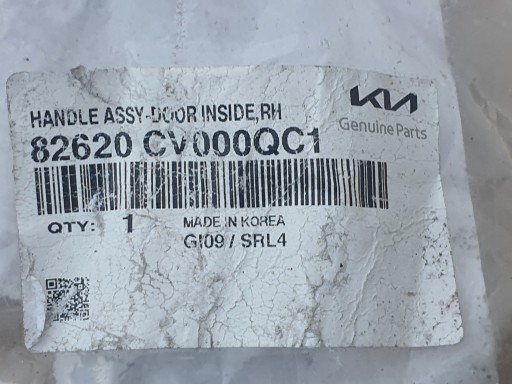 KIA
Genuine Parts
HANDLE ASSY-DOOR INSIDE,RH
82620 CV000QC1
QTY: 1
MADE IN KOREA
GI09 / SRL4